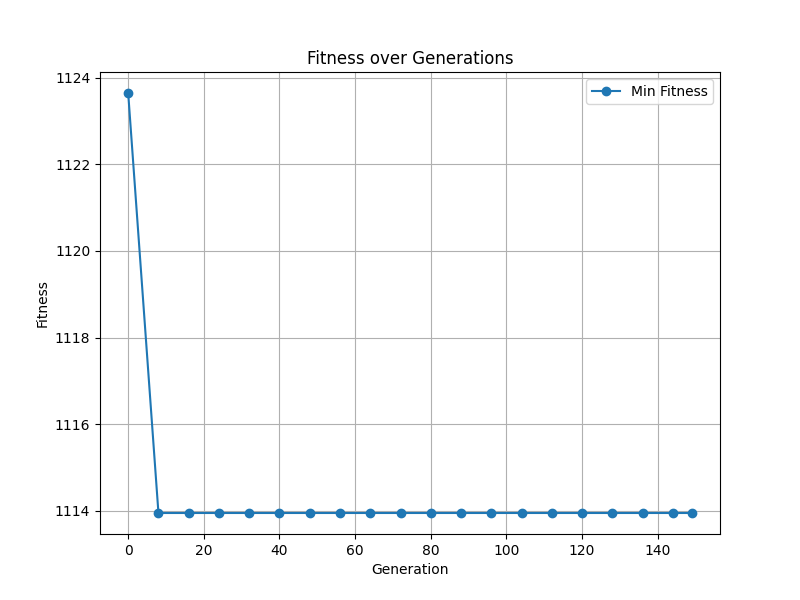 Fitness over Generations
Min Fitness
1124
1122
1120
1118
1116
1114
Fitness
0 20 40 60 80 100 120 140
Generation